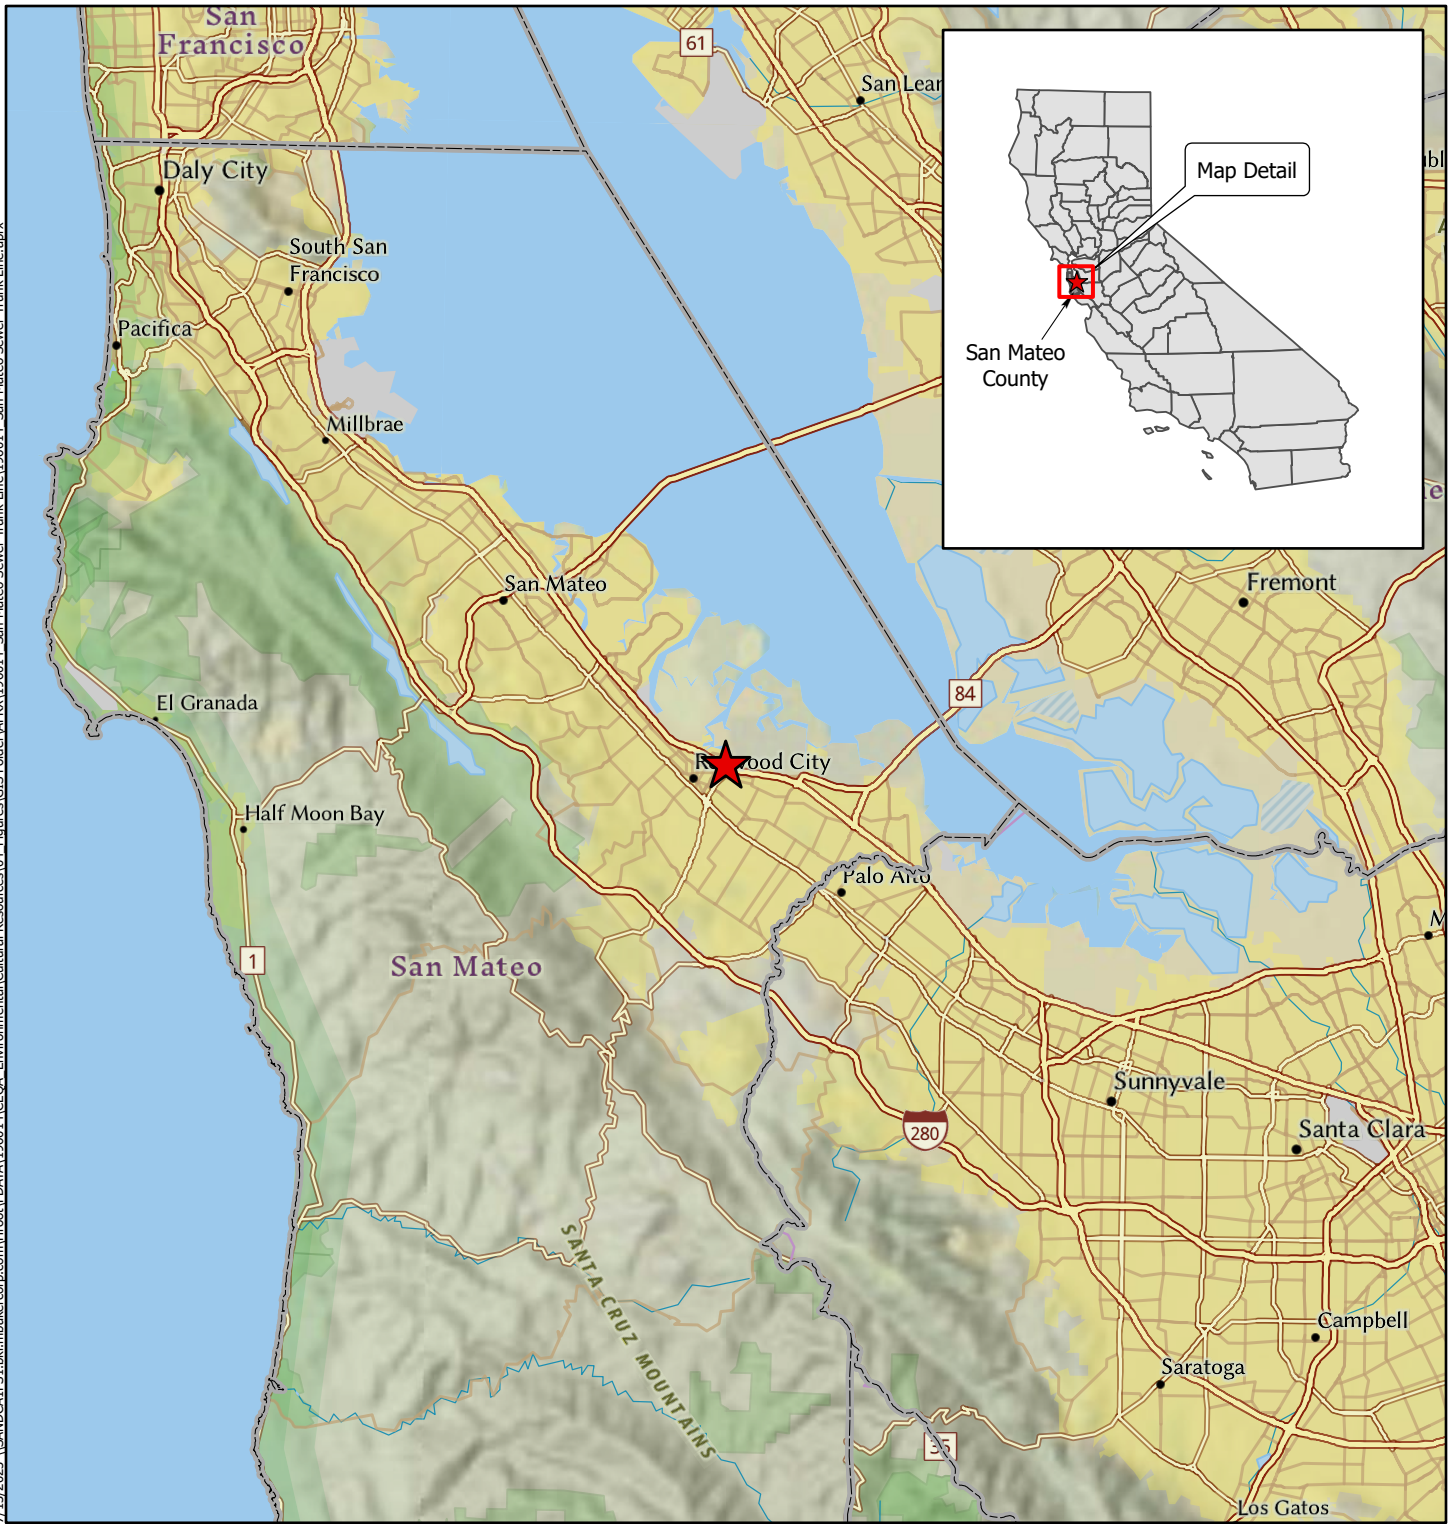 San
Francisco
61
San Lear
Daly City
South San
Francisco
Pacifica
Millbrae
Map Detail
San Mateo
County
San Mateo
Fremont
El Granada
84
Redwood City
Half Moon Bay
Palo Alto
1
San Mateo
Sunnyvale
280
Santa Clara
SANTA CRUZ MOUNTAINS
Campbell
Saratoga
35
Los Gatos